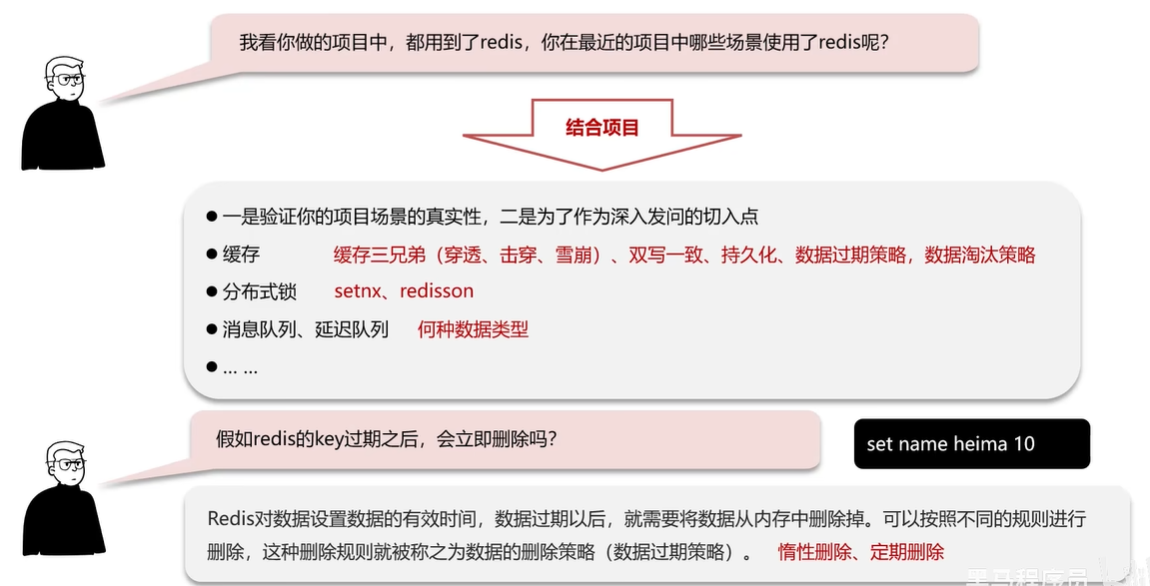 我看你做的项目中，都用到了redis，你在最近的项目中哪些场景使用了redis呢？
结合项目
● 一是验证你的项目场景的真实性，二是为了作为深入发问的切入点
● 缓存 缓存三兄弟（穿透、击穿、雪�）、双写一致、持久化、数据过期策略，数据淘汰策略
● 分布式锁 setnx、redisson
● 消息队列、延迟队列 何种数据类型
● … …
假如redis的key过期之后，会立即删除吗？
set name heima 10
Redis对数据设置数据的有效时间，数据过期以后，就需要将数据从内存中删除掉。可以按照不同的规则进行
删除，这种删除规则就被称之为数据的删除策略（数据过期策略）。 惰性删除、定期删除
黑马程序员